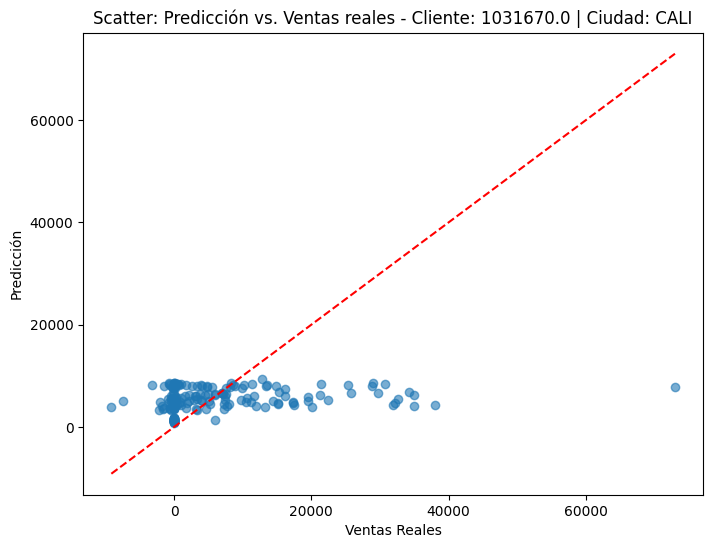 Scatter: Predicción vs. Ventas reales - Cliente: 1031670.0 | Ciudad: CALI
Predicción
60000
40000
20000
0
0 20000 40000 60000
Ventas Reales